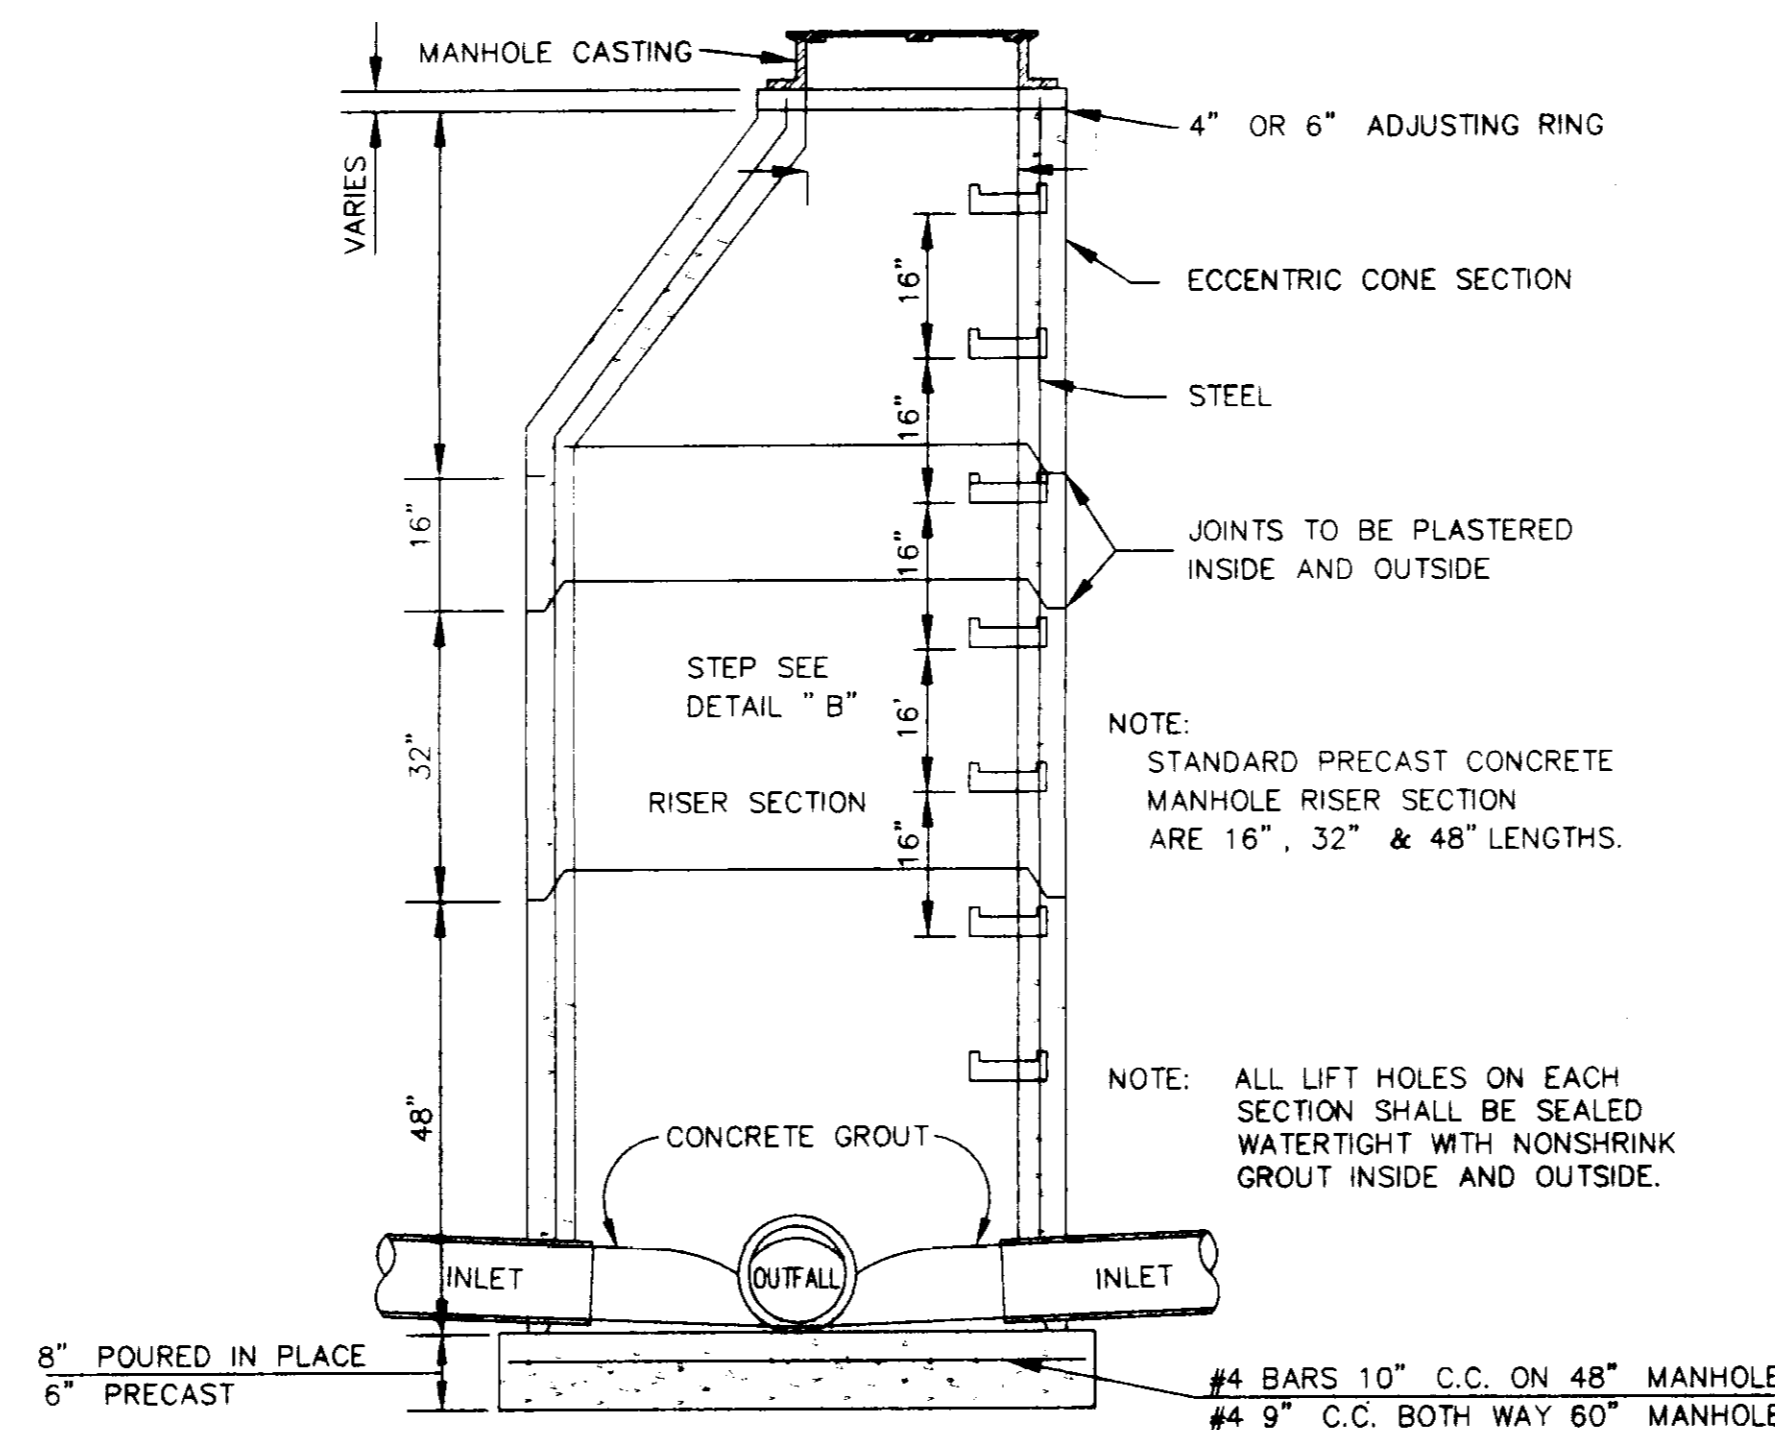 MANHOLE CASTING
4" OR 6" ADJUSTING RING
VARIES
16"
ECCENTRIC CONE SECTION
STEEL
16"
16"
16"
JOINTS TO BE PLASTERED
INSIDE AND OUTSIDE
STEP SEE
DETAIL "B"
16'
32"
NOTE:
STANDARD PRECAST CONCRETE
MANHOLE RISER SECTION
ARE 16", 32" & 48" LENGTHS.
RISER SECTION
16"
NOTE: ALL LIFT HOLES ON EACH
SECTION SHALL BE SEALED
WATERTIGHT WITH NONSHRINK
GROUT INSIDE AND OUTSIDE.
48"
CONCRETE GROUT
INLET
OUTFALL
INLET
8" POURED IN PLACE
6" PRECAST
#4 BARS 10" C.C. ON 48" MANHOLE
#4 9" C.C. BOTH WAY 60" MANHOLE